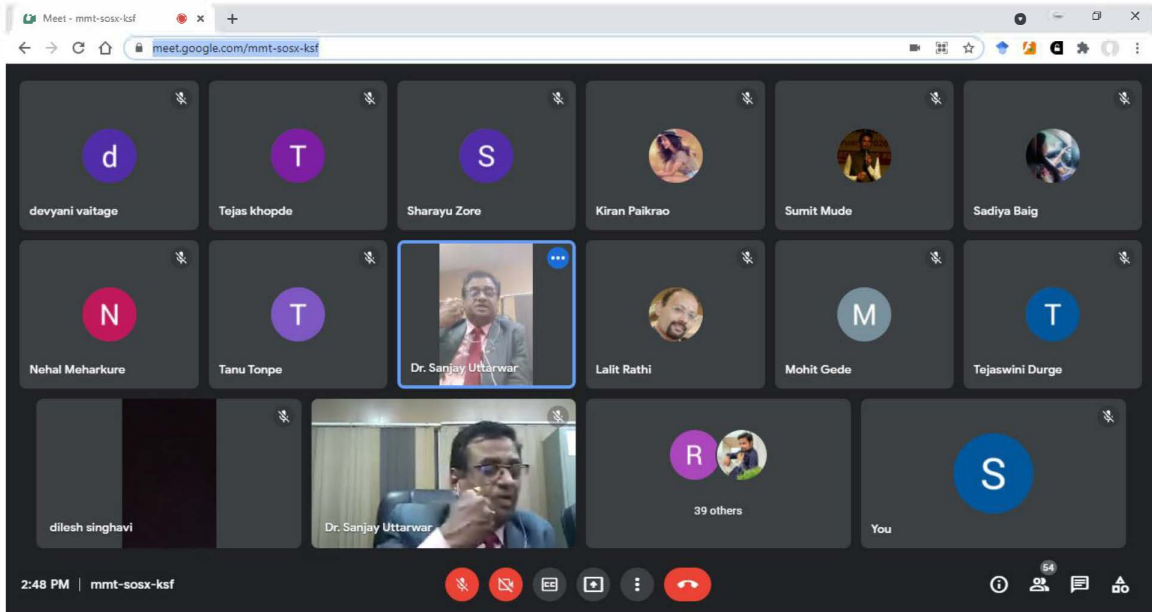 Meet - mmt-sosx-ksf
meet.google.com/mmt-sosx-ksf
d
devyani vaitage
T
Tejas khopde
S
Sharayu Zore
Kiran Paikrao
Sumit Mude
Sadiya Baig
N
Nehal Meharkure
T
Tanu Tonpe
Dr. Sanjay Uttarwar
Lalit Rathi
M
Mohit Gede
T
Tejaswini Durge
dilesh singhavi
Dr. Sanjay Uttarwar
R
39 others
S
You
2:48 PM | mmt-sosx-ksf
CC
54